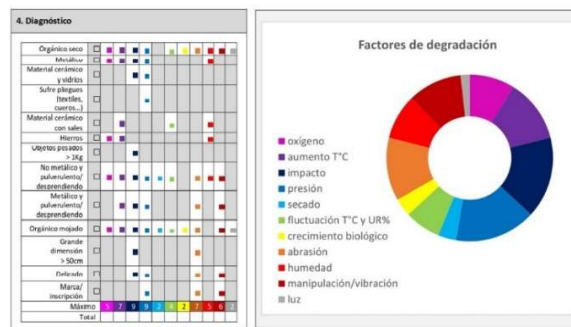 4. Diagnóstico
Orgánico seco
Metálico
Material cerámico
y vidrios
Sufre pliegues
(textiles,
cueros...)
Material cerámico
con sales
Hierros
Objetos pesados
> 1Kg
No metálico y
pulverulento/
desprendiendo
Metálico y
pulverulento/
desprendiendo
Orgánico mojado
Grande
dimensión
> 50cm
Delicado
Marca/
inscripción
Máximo 5 7 9 9 2 4 2 7 5 6 2
Total
Factores de degradación
oxígeno
aumento T°C
impacto
presión
secado
fluctuación T°C y UR%
crecimiento biológico
abrasión
humedad
manipulación/vibración
luz